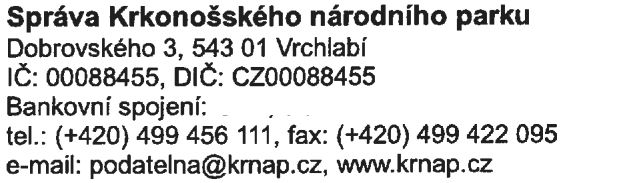 Správa Krkonošského národního parku
Dobrovského 3, 543 01 Vrchlabí
IČ: 00088455, DIČ: CZ00088455
Bankovní spojení:
tel.: (+420) 499 456 111, fax: (+420) 499 422 095
e-mail: podatelna@krnap.cz, www.krnap.cz